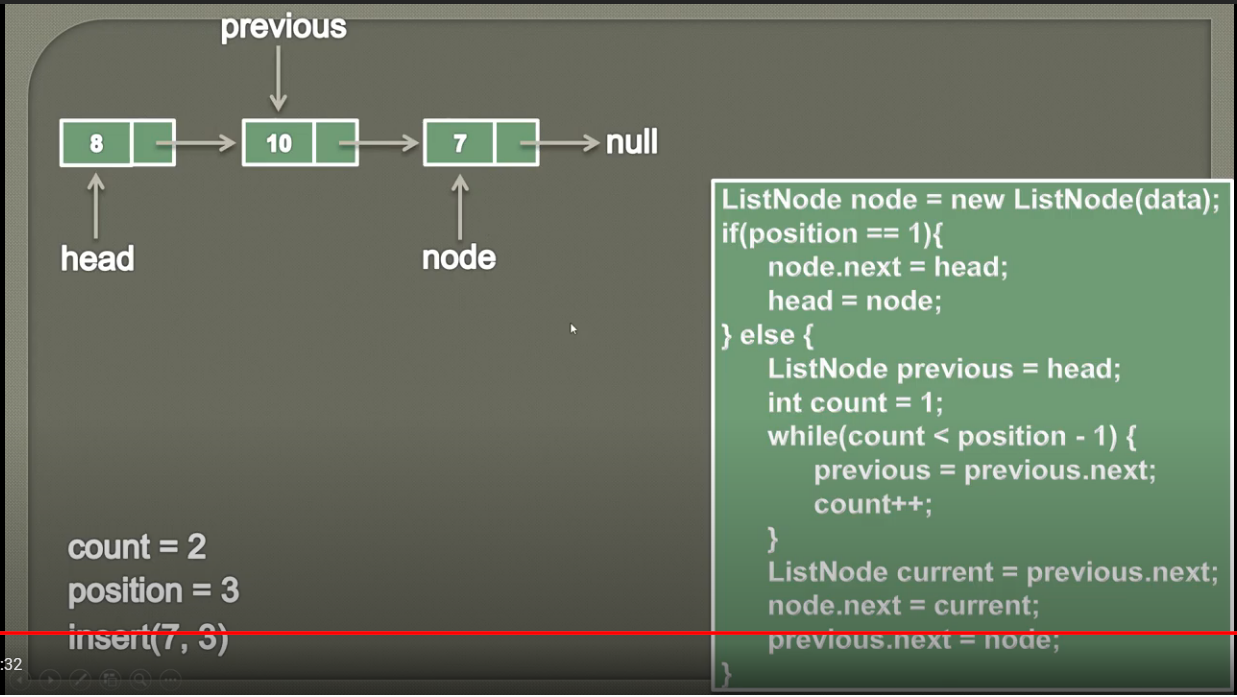 previous
8 10 7 null
head node
ListNode node = new ListNode(data);
if(position == 1){
node.next = head;
head = node;
} else {
ListNode previous = head;
int count = 1;
while(count < position - 1) {
previous = previous.next;
count++;
}
ListNode current = previous.next;
node.next = current;
previous.next = node;
}
count = 2
position = 3
insert(7, 3)
:32